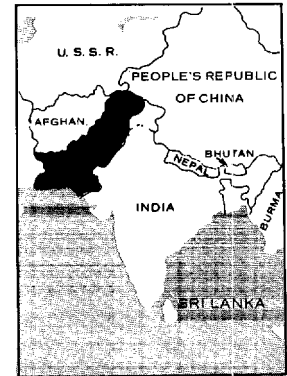 U. S. S. R.
PEOPLE'S REPUBLIC
OF CHINA
AFGHAN.
NEPAL
BHUTAN
INDIA
BURMA
SRI LANKA